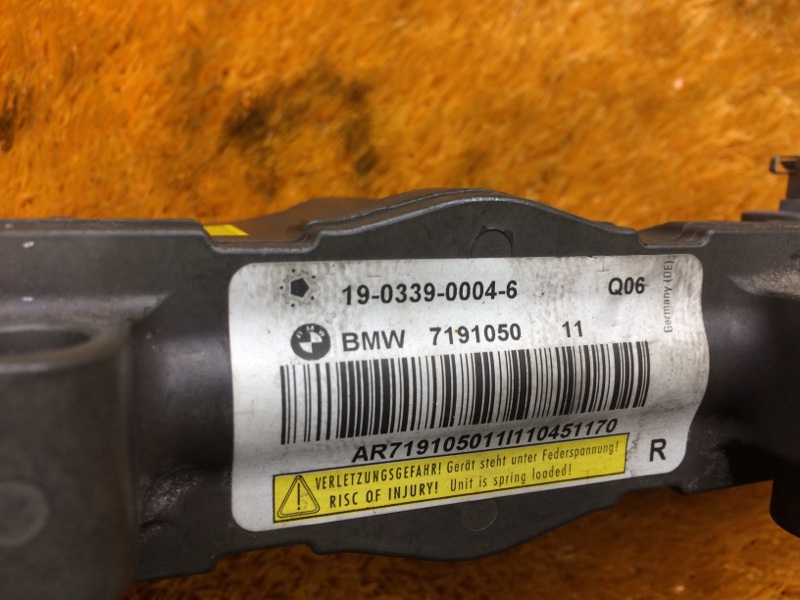 19-0339-0004-6 Q06
Germany (DE)
BMW
BMW 7191050 11
AR719105011I110451170
VERLETZUNGSGEFAHR! Gerät steht unter Federspannung!
RISC OF INJURY! Unit is spring loaded!
R